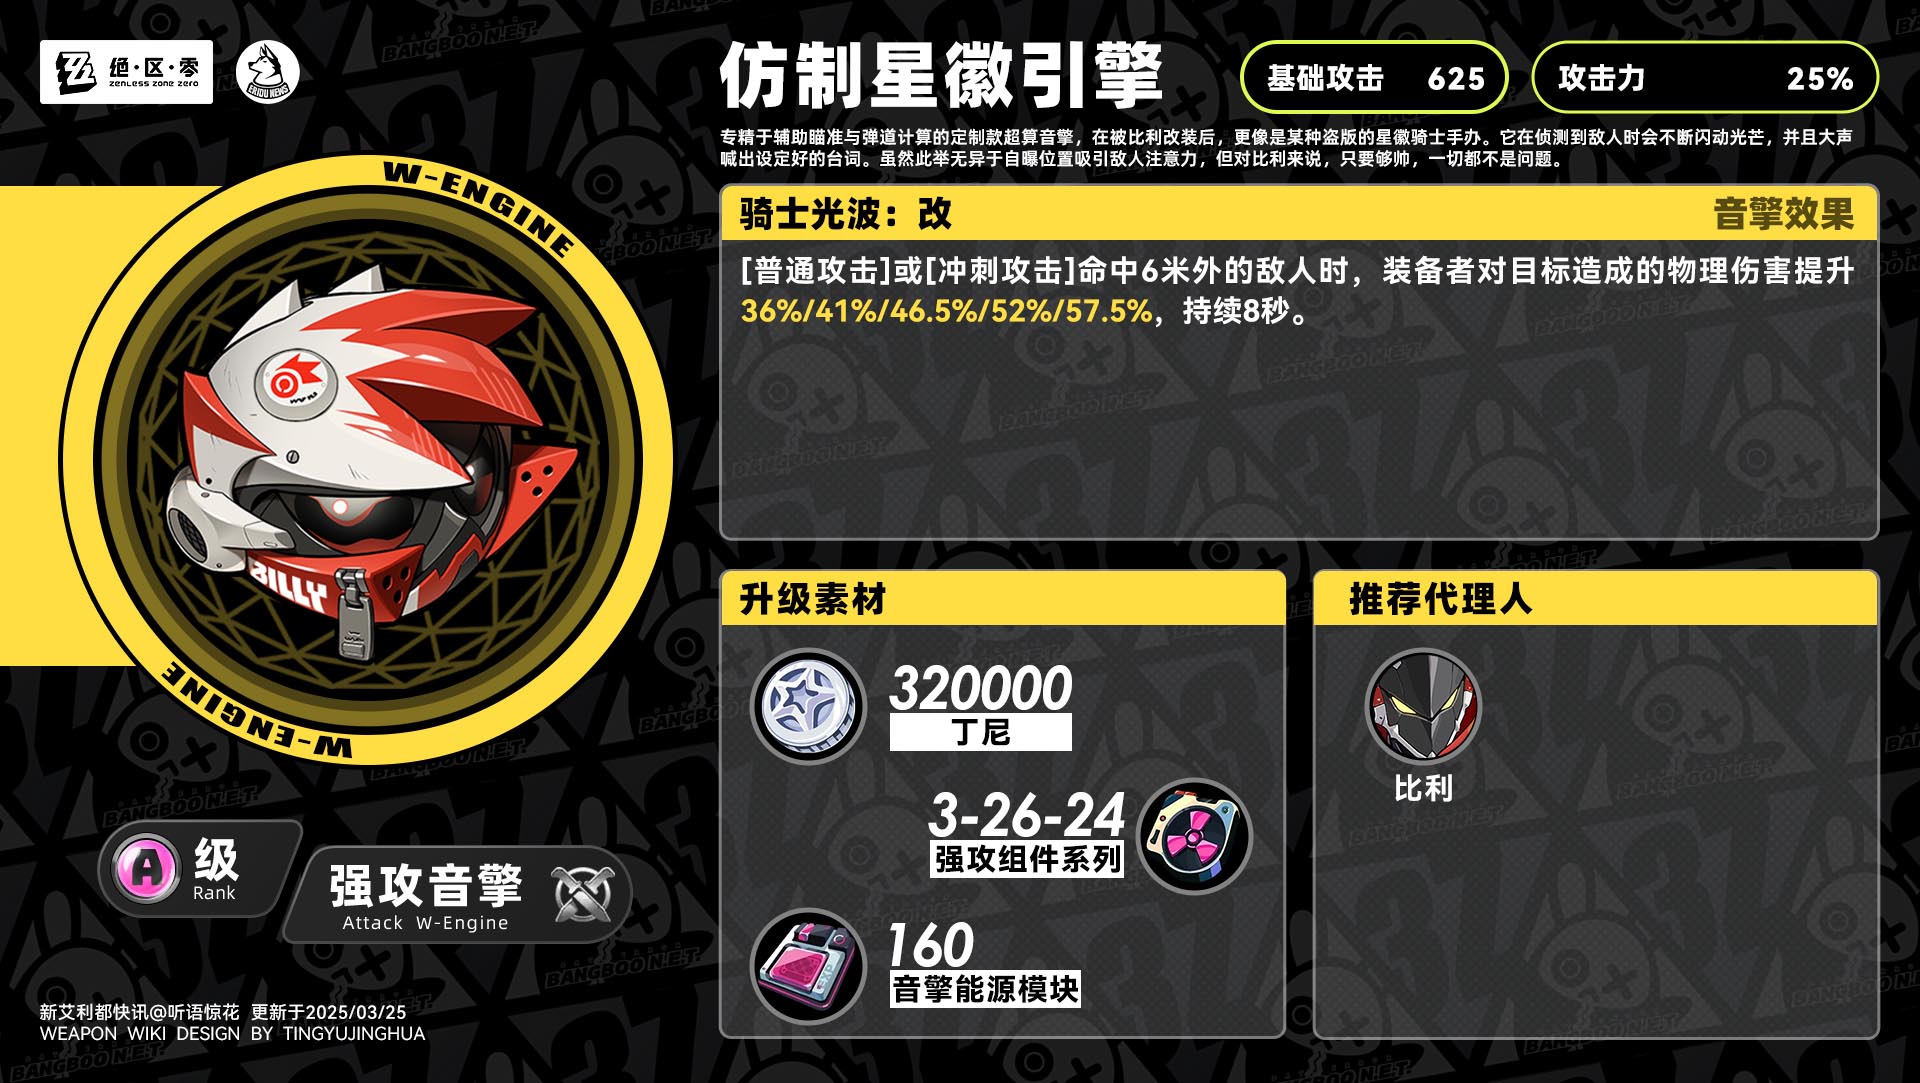 绝·区·零
ZENLESS ZONE ZERO
ERIDU NEWS
仿制星徽引擎
基础攻击 625
攻击力 25%
专精于辅助瞄准与弹道计算的定制款超算音擎，在被比利改装后，更像是某种盗版的星徽骑士手办。它在侦测到敌人时会不断闪动光芒，并且大声
喊出设定好的台词。虽然此举无异于自曝位置吸引敌人注意力，但对比利来说，只要够帅，一切都不是问题。
W-ENGINE
骑士光波：改
音擎效果
[普通攻击]或[冲刺攻击]命中6米外的敌人时，装备者对目标造成的物理伤害提升
36%/41%/46.5%/52%/57.5%，持续8秒。
BILLY
W-ENGINE
升级素材
320000
丁尼
3-26-24
强攻组件系列
160
音擎能源模块
推荐代理人
比利
A级
Rank
强攻音擎
Attack W-Engine
新艾利都快讯@听语惊花 更新于2025/03/25
WEAPON WIKI DESIGN BY TINGYUJINGHUA
BANGBOO N.E.T.